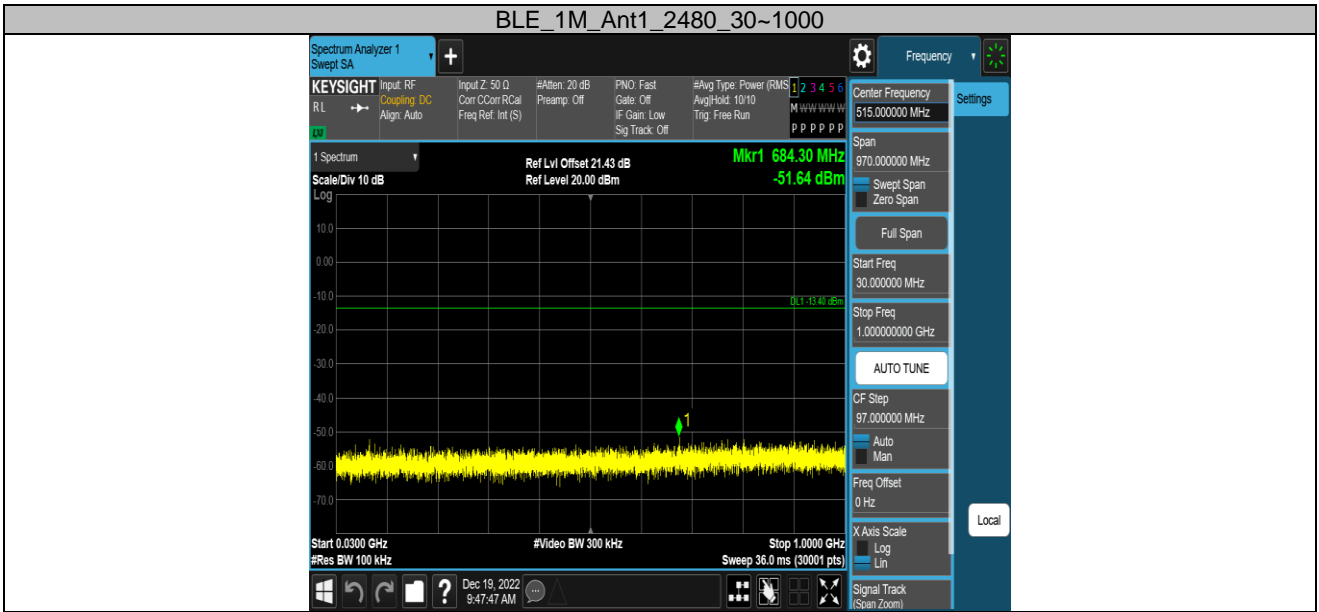 BLE_1M_Ant1_2480_30~1000
Spectrum Analyzer 1
Swept SA
+
Frequency
KEYSIGHT
R L
LXI
Input: RF
Coupling: DC
Align: Auto
Input Z: 50 Ω
Corr CCorr RCal
Freq Ref: Int (S)
#Atten: 20 dB
Preamp: Off
PNO: Fast
Gate: Off
IF Gain: Low
Sig Track: Off
#Avg Type: Power (RMS
Avg|Hold: 10/10
Trig: Free Run
1 2 3 4 5 6
M W W W W W
P P P P P P
1 Spectrum
Scale/Div 10 dB
Log
Ref Lvl Offset 21.43 dB
Ref Level 20.00 dBm
Mkr1 684.30 MHz
-51.64 dBm
10.0
0.00
-10.0
DL1 -13.40 dBm
-20.0
-30.0
-40.0
1
-50.0
-60.0
-70.0
Start 0.0300 GHz
#Res BW 100 kHz
#Video BW 300 kHz
Stop 1.0000 GHz
Sweep 36.0 ms (30001 pts)
Dec 19, 2022
9:47:47 AM
?
Center Frequency
515.000000 MHz
Settings
Span
970.000000 MHz
Swept Span
Zero Span
Full Span
Start Freq
30.000000 MHz
Stop Freq
1.000000000 GHz
AUTO TUNE
CF Step
97.000000 MHz
Auto
Man
Freq Offset
0 Hz
X Axis Scale
Log
Lin
Local
Signal Track
(Span Zoom)